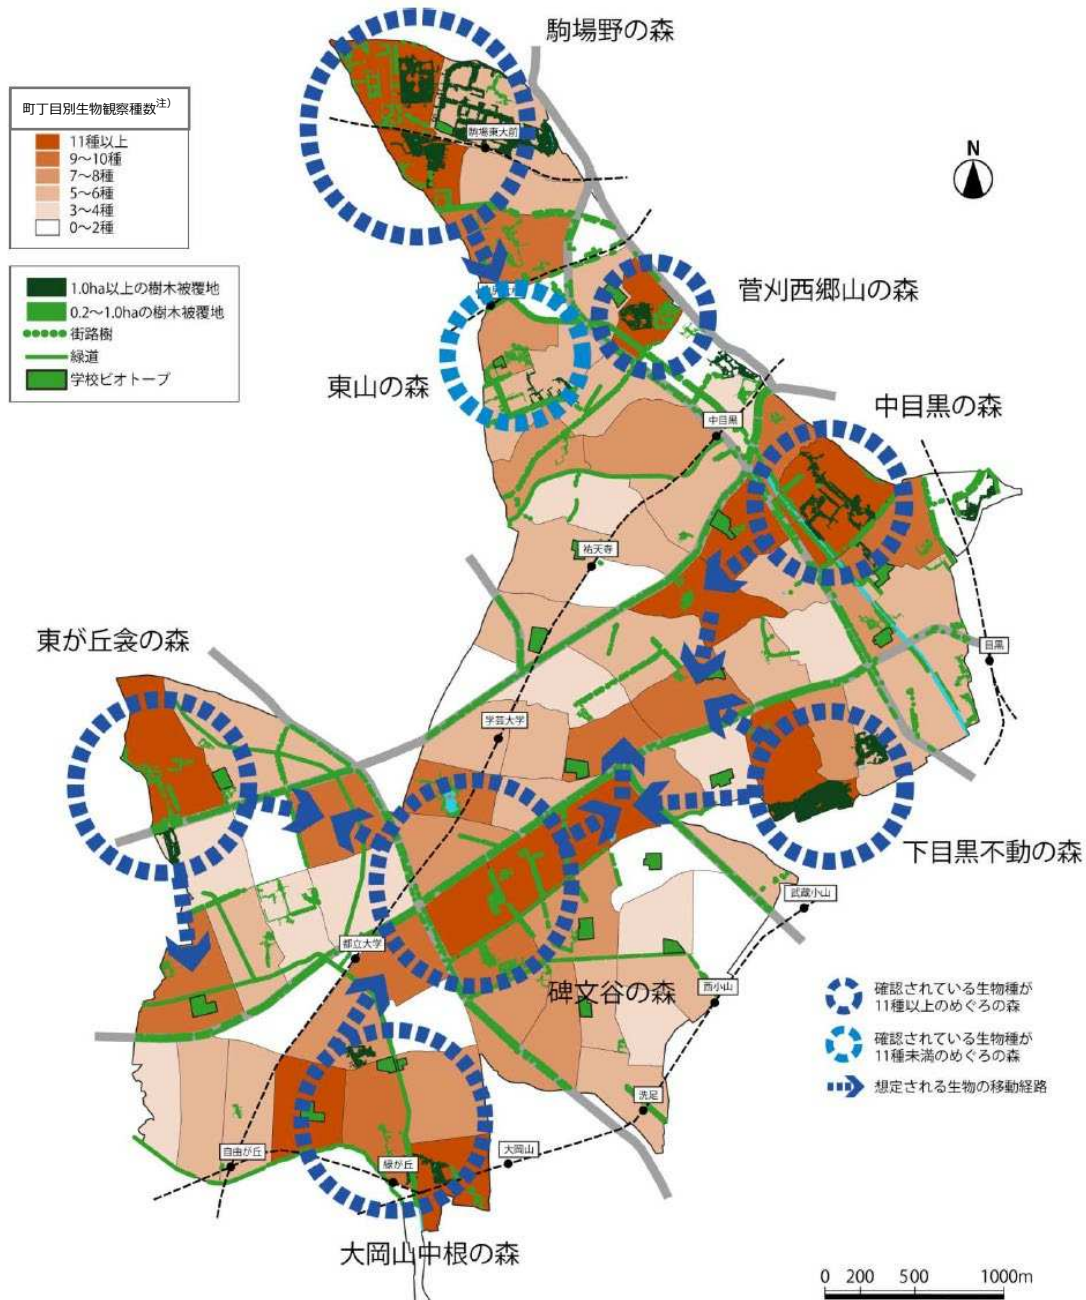 駒場野の森
町丁目別生物観察種数注)
11種以上
9～10種
7～8種
5～6種
3～4種
0～2種
駒場東大前
N
1.0ha以上の樹木被覆地
0.2～1.0haの樹木被覆地
街路樹
緑道
学校ビオトープ
菅刈西郷山の森
東山の森
中目黒の森
中目黒
祐天寺
東が丘衾の森
目黒
学芸大学
下目黒不動の森
武蔵小山
都立大学
碑文谷の森
西小山
確認されている生物種が
11種以上のめぐろの森
確認されている生物種が
11種未満のめぐろの森
想定される生物の移動経路
洗足
自由が丘
大岡山
緑が丘
大岡山中根の森
0 200 500 1000m